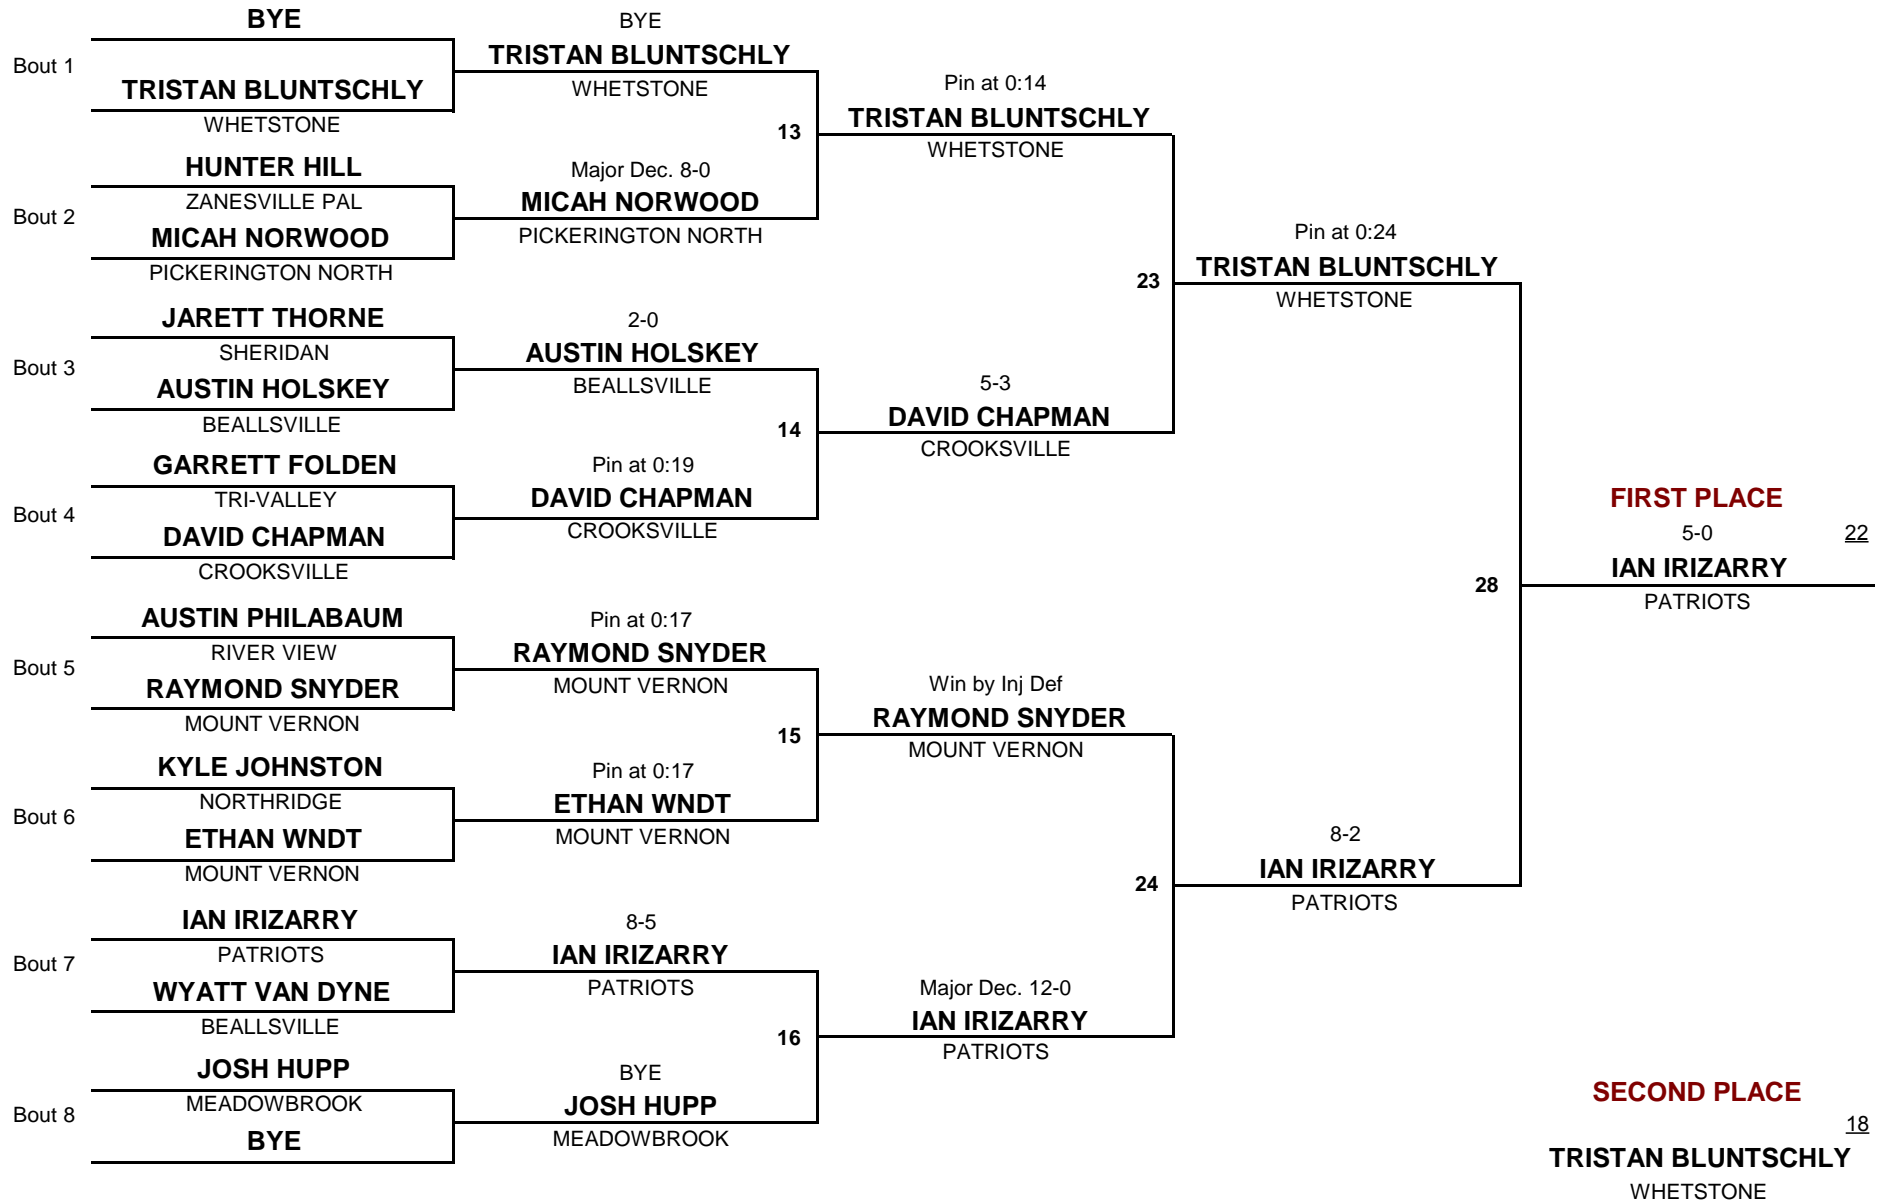 BYE
Bout 1
TRISTAN BLUNTSCHLY
WHETSTONE
HUNTER HILL
ZANESVILLE PAL
Bout 2
MICAH NORWOOD
PICKERINGTON NORTH
JARETT THORNE
SHERIDAN
Bout 3
AUSTIN HOLSKEY
BEALLSVILLE
GARRETT FOLDEN
TRI-VALLEY
Bout 4
DAVID CHAPMAN
CROOKSVILLE
AUSTIN PHILABAUM
RIVER VIEW
Bout 5
RAYMOND SNYDER
MOUNT VERNON
KYLE JOHNSTON
NORTHRIDGE
Bout 6
ETHAN WNDT
MOUNT VERNON
IAN IRIZARRY
PATRIOTS
Bout 7
WYATT VAN DYNE
BEALLSVILLE
JOSH HUPP
MEADOWBROOK
Bout 8
BYE
BYE
TRISTAN BLUNTSCHLY
WHETSTONE
13
Major Dec. 8-0
MICAH NORWOOD
PICKERINGTON NORTH
2-0
AUSTIN HOLSKEY
BEALLSVILLE
14
Pin at 0:19
DAVID CHAPMAN
CROOKSVILLE
Pin at 0:17
RAYMOND SNYDER
MOUNT VERNON
15
Pin at 0:17
ETHAN WNDT
MOUNT VERNON
8-5
IAN IRIZARRY
PATRIOTS
16
BYE
JOSH HUPP
MEADOWBROOK
Pin at 0:14
TRISTAN BLUNTSCHLY
WHETSTONE
23
5-3
DAVID CHAPMAN
CROOKSVILLE
Win by Inj Def
RAYMOND SNYDER
MOUNT VERNON
24
Major Dec. 12-0
IAN IRIZARRY
PATRIOTS
Pin at 0:24
TRISTAN BLUNTSCHLY
WHETSTONE
28
8-2
IAN IRIZARRY
PATRIOTS
FIRST PLACE
5-0 22
IAN IRIZARRY
PATRIOTS
SECOND PLACE
18
TRISTAN BLUNTSCHLY
WHETSTONE